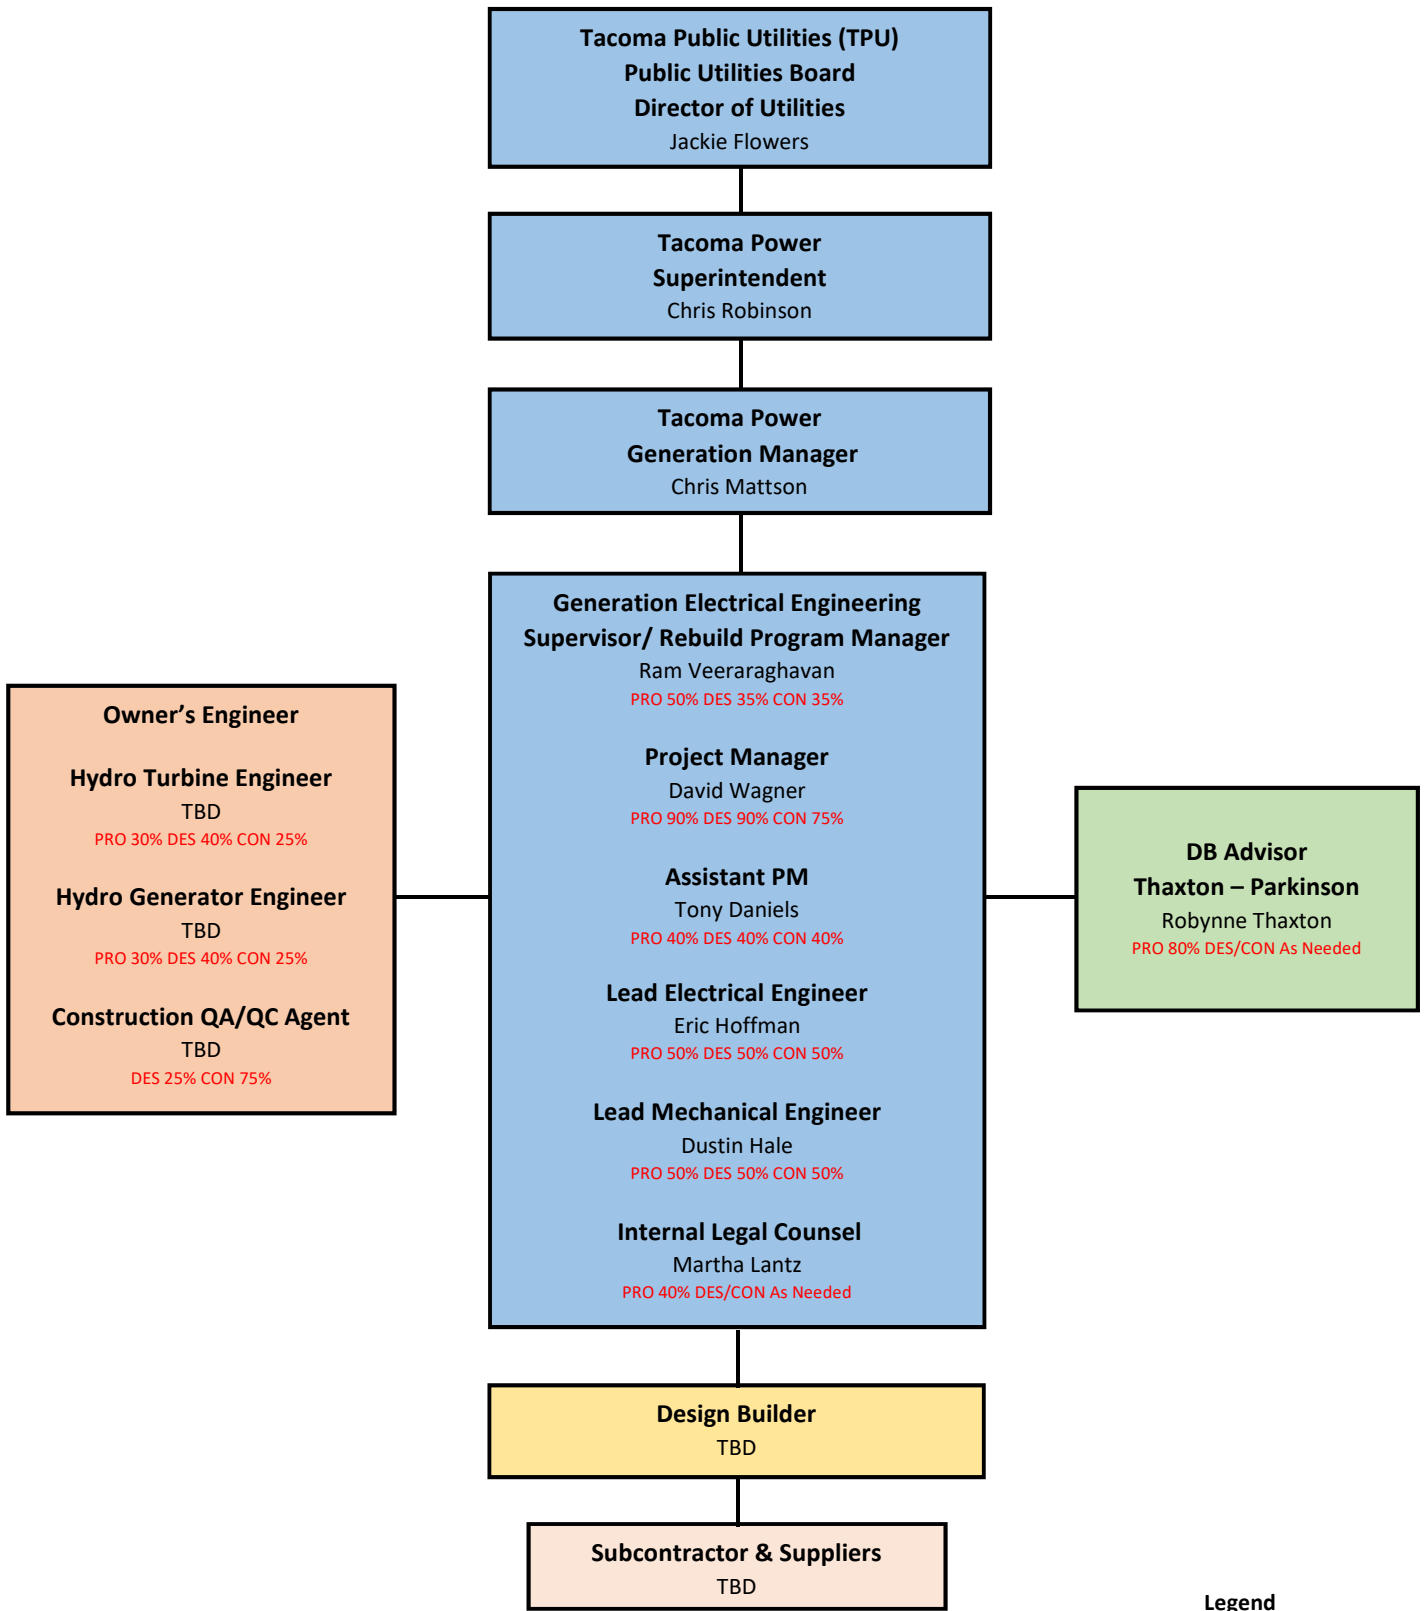 Tacoma Public Utilities (TPU)
Public Utilities Board
Director of Utilities
Jackie Flowers
Tacoma Power
Superintendent
Chris Robinson
Tacoma Power
Generation Manager
Chris Mattson
Generation Electrical Engineering
Supervisor/ Rebuild Program Manager
Ram Veeraraghavan
PRO 50% DES 35% CON 35%
Project Manager
David Wagner
PRO 90% DES 90% CON 75%
Assistant PM
Tony Daniels
PRO 40% DES 40% CON 40%
Lead Electrical Engineer
Eric Hoffman
PRO 50% DES 50% CON 50%
Lead Mechanical Engineer
Dustin Hale
PRO 50% DES 50% CON 50%
Internal Legal Counsel
Martha Lantz
PRO 40% DES/CON As Needed
Owner’s Engineer
Hydro Turbine Engineer
TBD
PRO 30% DES 40% CON 25%
Hydro Generator Engineer
TBD
PRO 30% DES 40% CON 25%
Construction QA/QC Agent
TBD
DES 25% CON 75%
DB Advisor
Thaxton – Parkinson
Robynne Thaxton
PRO 80% DES/CON As Needed
Design Builder
TBD
Subcontractor & Suppliers
TBD
Legend